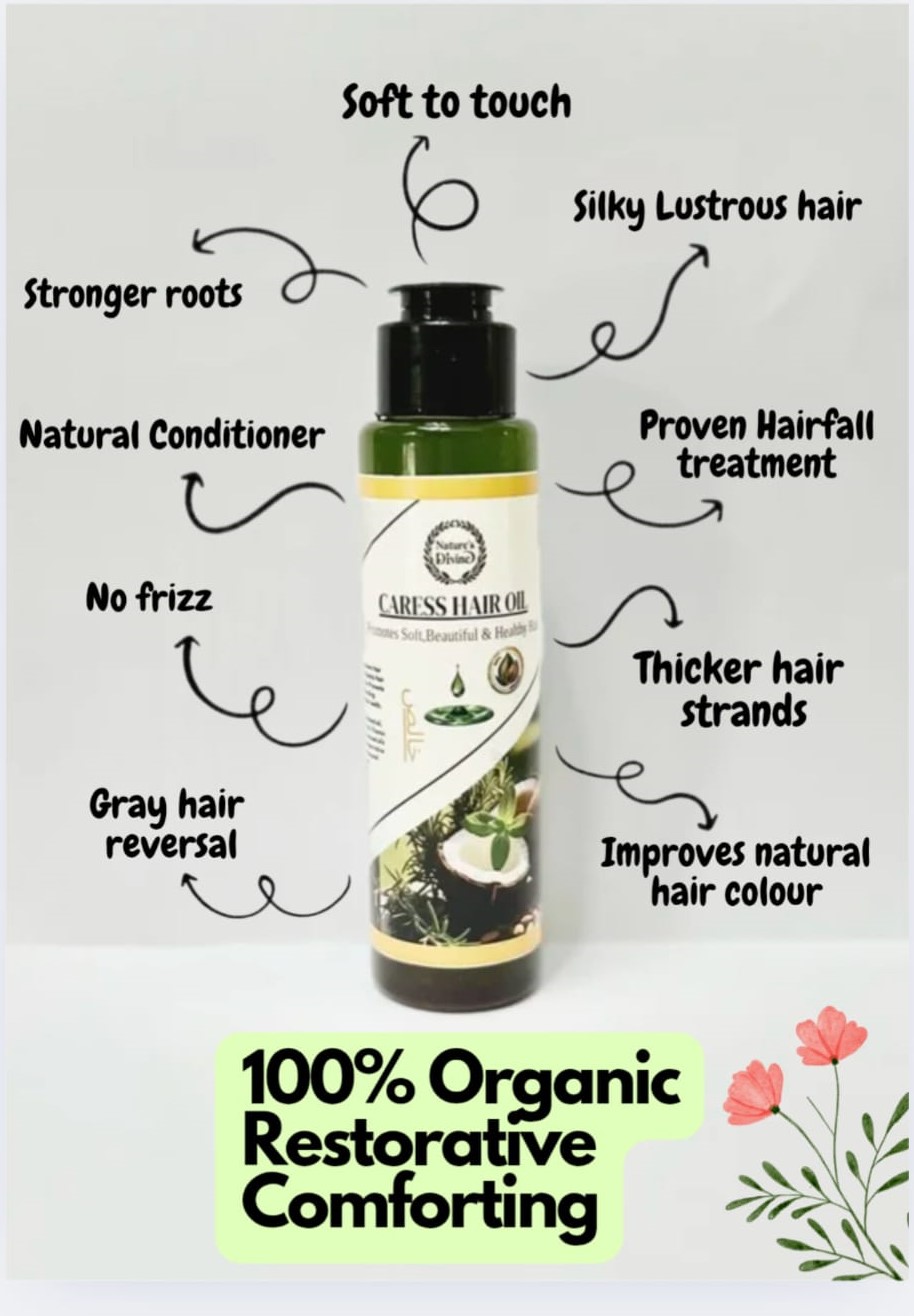 Soft to touch
Silky Lustrous hair
Stronger roots
Natural Conditioner
Proven Hairfall
treatment
No frizz
Thicker hair
strands
Gray hair
reversal
Improves natural
hair colour
Nature's
Divine
CARESS HAIR OIL
Soft,Beautiful & Healthy
خالص
100% Organic
Restorative
Comforting